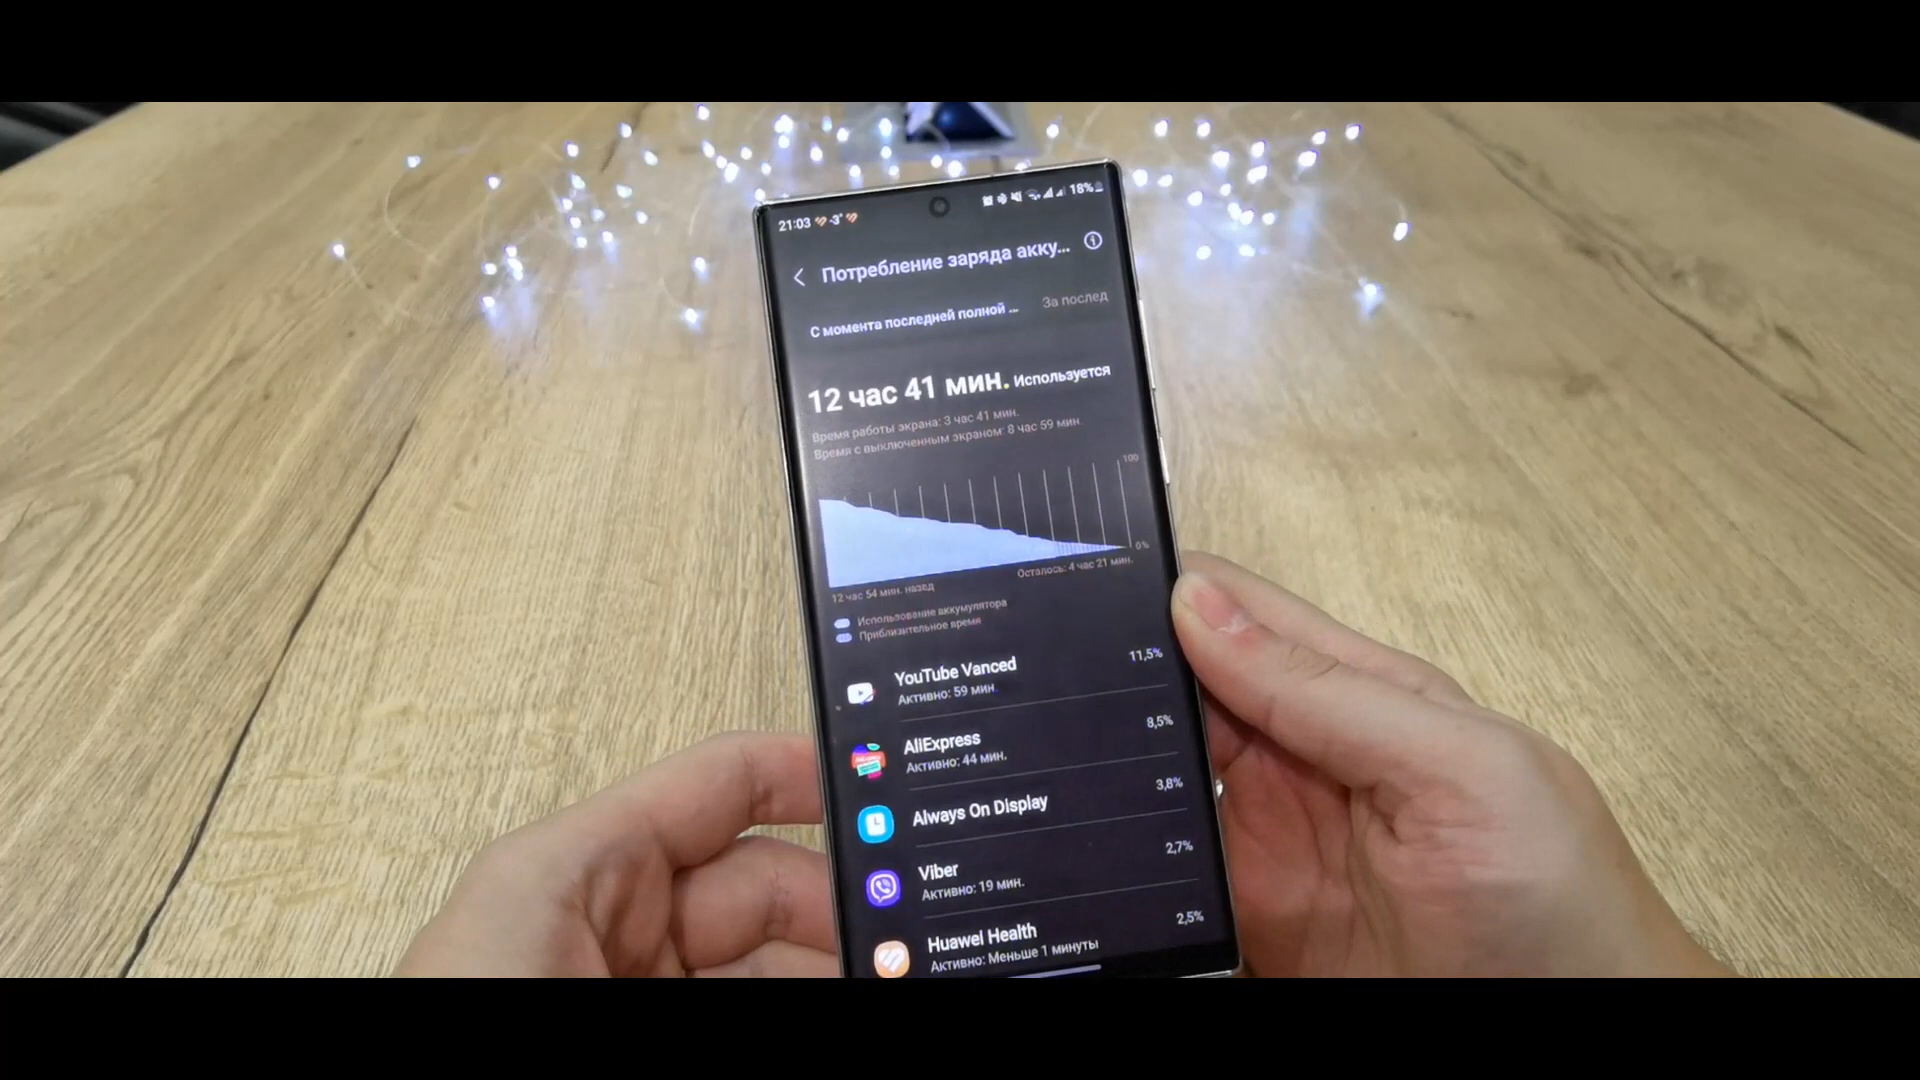 21:03 -3° 18%
Потребление заряда акку...
С момента последней полной ... За послед
12 час 41 мин. Используется
Время работы экрана: 3 час 41 мин.
Время с выключенным экраном: 8 час 59 мин.
100
0%
12 час 54 мин. назад Осталось: 4 час 21 мин.
Использование аккумулятора
Приблизительное время
YouTube Vanced 11,5%
Активно: 59 мин.
AliExpress 8,5%
Активно: 44 мин.
Always On Display 3,8%
Viber 2,7%
Активно: 19 мин.
Huawei Health 2,5%
Активно: Меньше 1 минуты